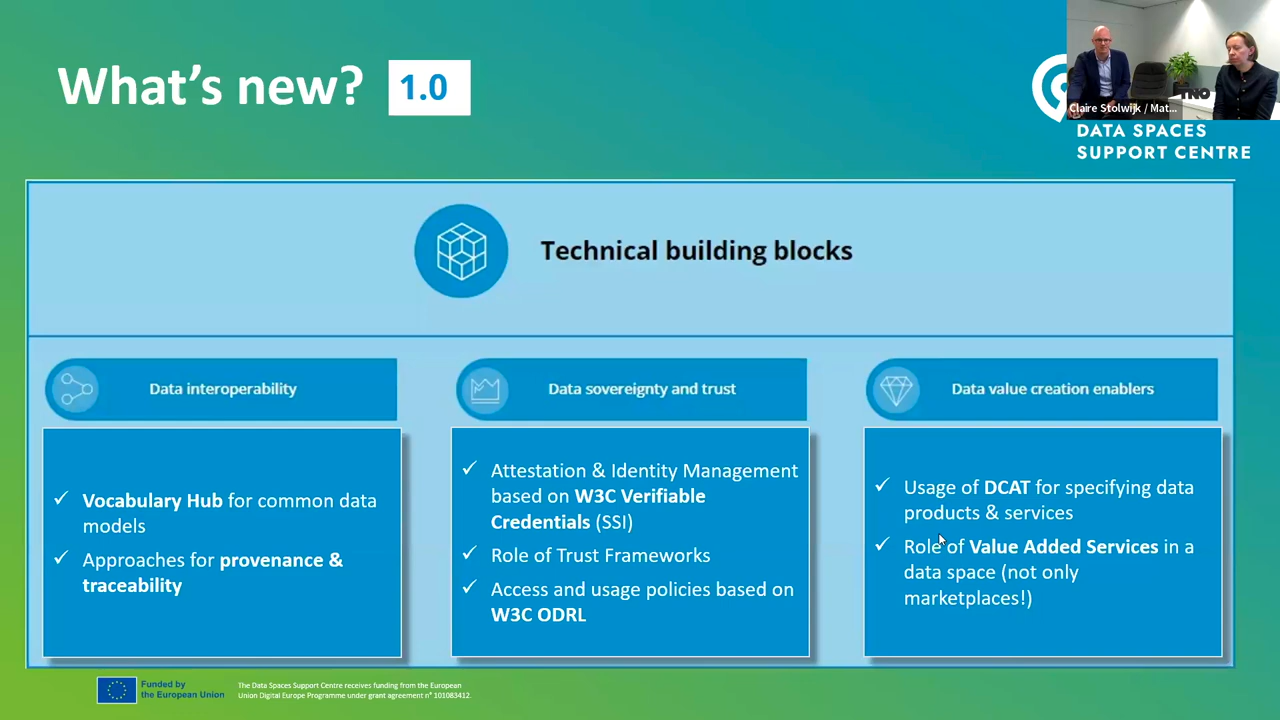 What's new?
1.0
TNO
Claire Stolwijk / Mat...
DATA SPACES
SUPPORT CENTRE
Technical building blocks
Data interoperability
Data sovereignty and trust
Data value creation enablers
✓ Vocabulary Hub for common data
models
✓ Approaches for provenance &
traceability
✓ Attestation & Identity Management
based on W3C Verifiable
Credentials (SSI)
✓ Role of Trust Frameworks
✓ Access and usage policies based on
W3C ODRL
✓ Usage of DCAT for specifying data
products & services
✓ Role of Value Added Services in a
data space (not only
marketplaces!)
Funded by
the European Union
The Data Spaces Support Centre receives funding from the European
Union Digital Europe Programme under grant agreement n° 101083412.